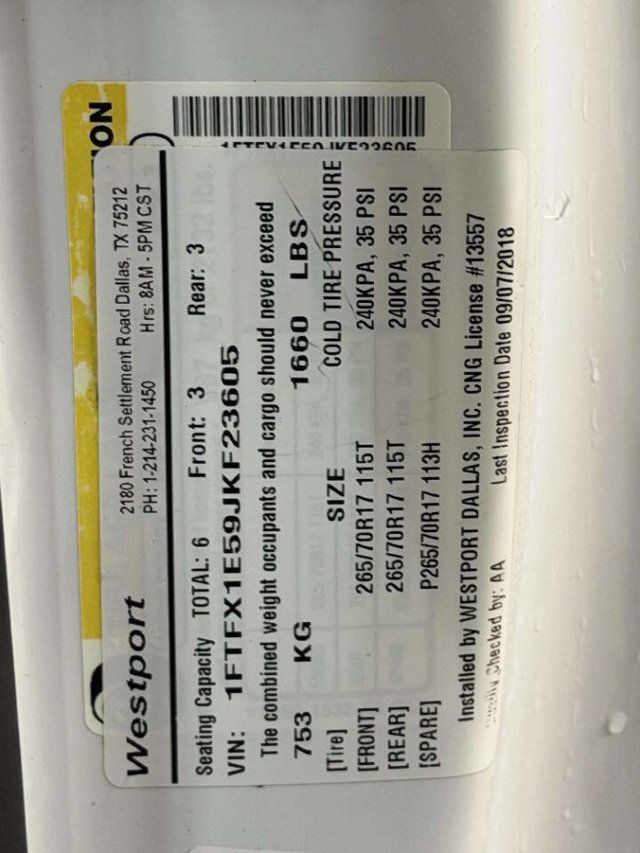 ON
1FTFX1E59JKF23605
Westport
2180 French Settlement Road Dallas, TX 75212
PH: 1-214-231-1450 Hrs: 8AM - 5PM CST
Seating Capacity TOTAL: 6 Front: 3 Rear: 3
VIN: 1FTFX1E59JKF23605
The combined weight occupants and cargo should never exceed
753 KG 1660 LBS
[Tire] SIZE COLD TIRE PRESSURE
[FRONT] 265/70R17 115T 240KPA, 35 PSI
[REAR] 265/70R17 115T 240KPA, 35 PSI
[SPARE] P265/70R17 113H 240KPA, 35 PSI
Installed by WESTPORT DALLAS, INC. CNG License #13557
Quality Checked by: AA Last Inspection Date 09/07/2018